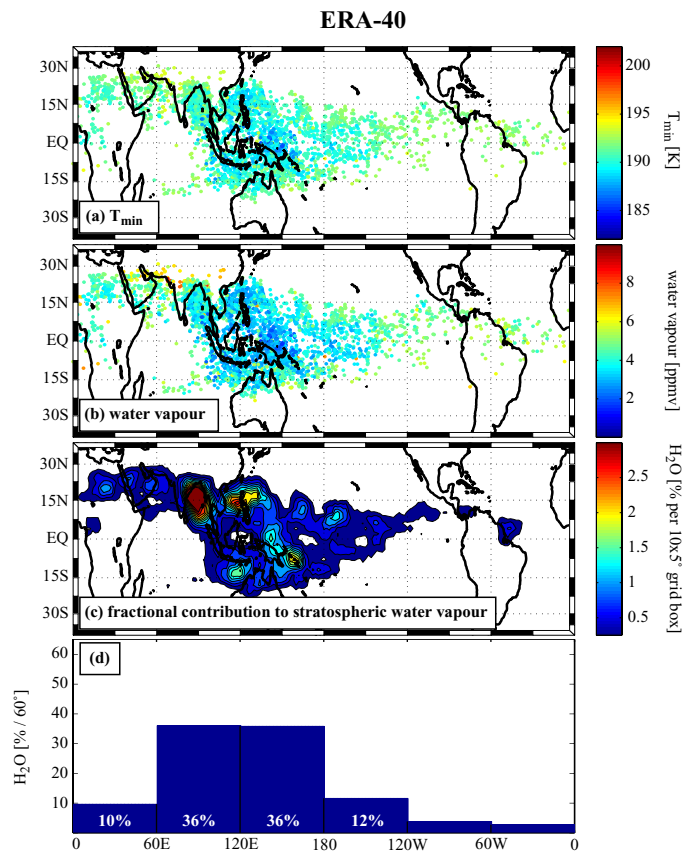 ERA-40
30N
15N
EQ
15S
30S
(a) Tmin
200
195
190
185
Tmin [K]
30N
15N
EQ
15S
30S
(b) water vapour
8
6
4
2
water vapour [ppmv]
30N
15N
EQ
15S
30S
(c) fractional contribution to stratospheric water vapour
2.5
2
1.5
1
0.5
H2O [% per 10x5° grid box]
(d)
60
50
40
30
20
10
H2O [% / 60°]
10%
36%
36%
12%
0
60E
120E
180
120W
60W
0